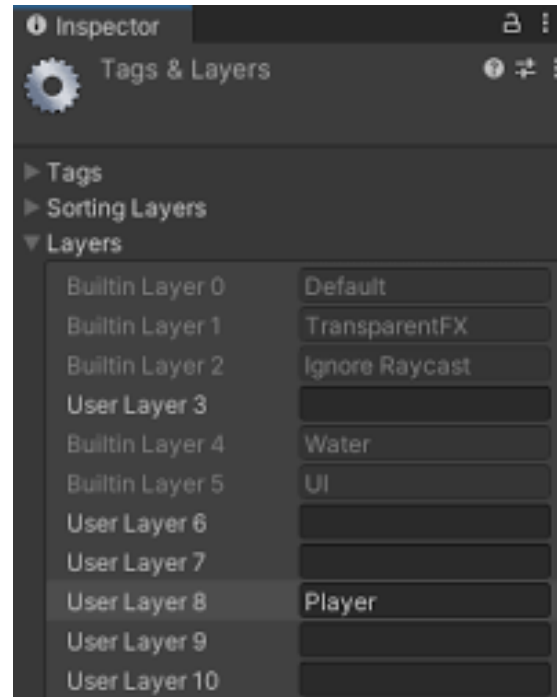 Inspector
Tags & Layers
Tags
Sorting Layers
Layers
Builtin Layer 0 Default
Builtin Layer 1 TransparentFX
Builtin Layer 2 Ignore Raycast
User Layer 3
Builtin Layer 4 Water
Builtin Layer 5 UI
User Layer 6
User Layer 7
User Layer 8 Player
User Layer 9
User Layer 10